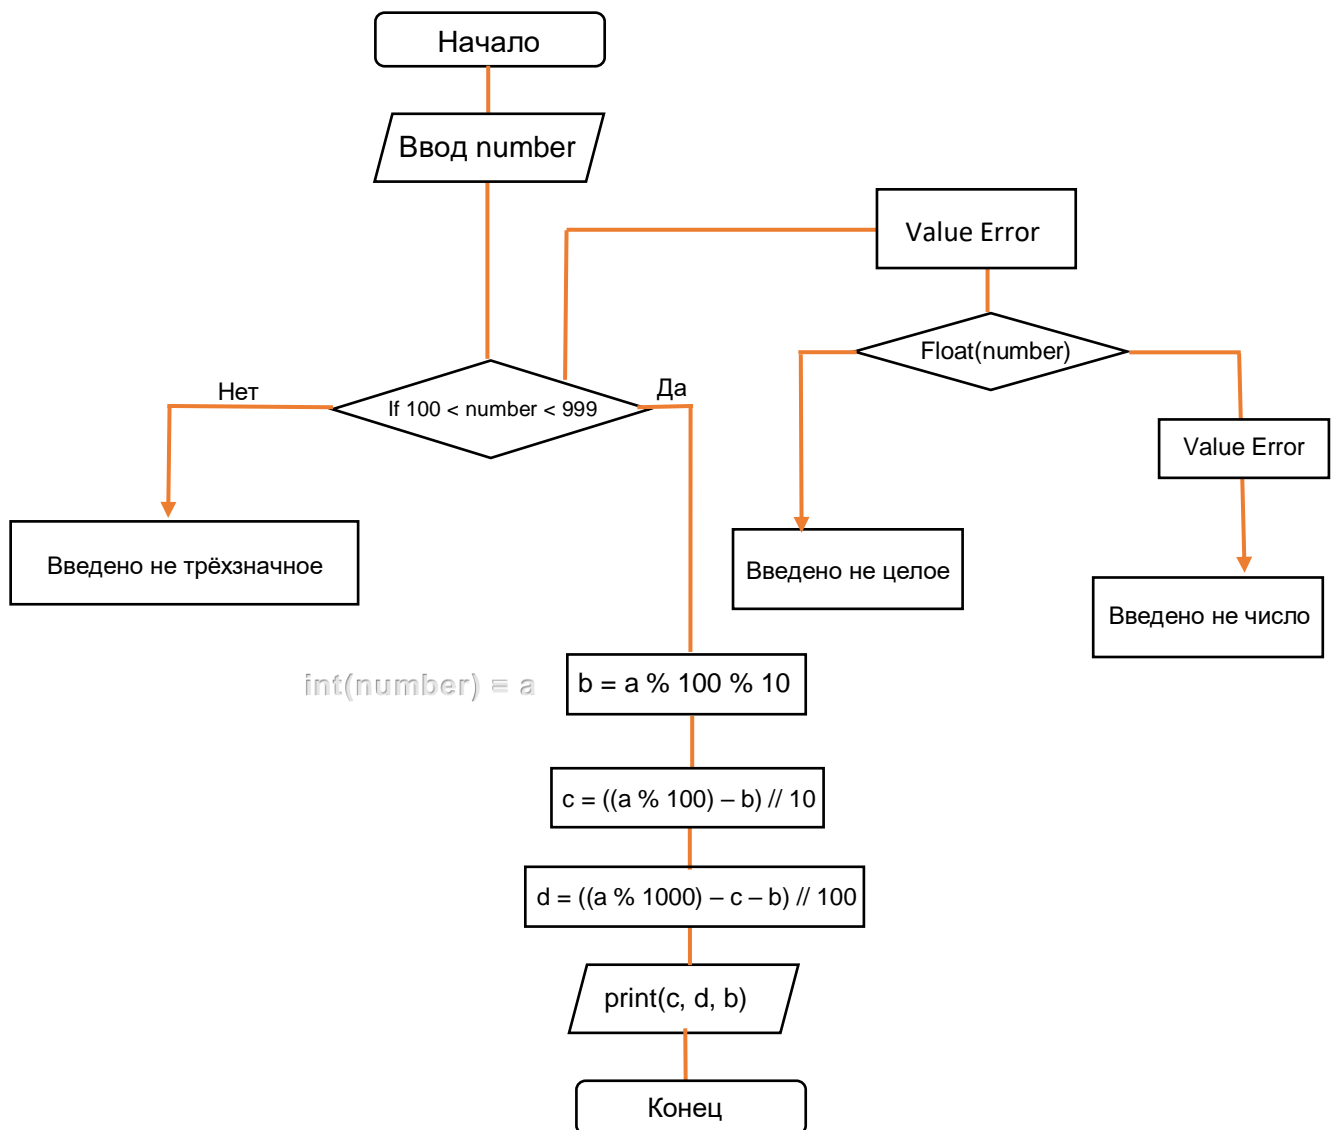 Начало
Ввод number
Value Error
Float(number)
Нет
If 100 < number < 999
Да
Value Error
Введено не трёхзначное
Введено не целое
Введено не число
int(number) = a
b = a % 100 % 10
c = ((a % 100) – b) // 10
d = ((a % 1000) – c – b) // 100
print(c, d, b)
Конец